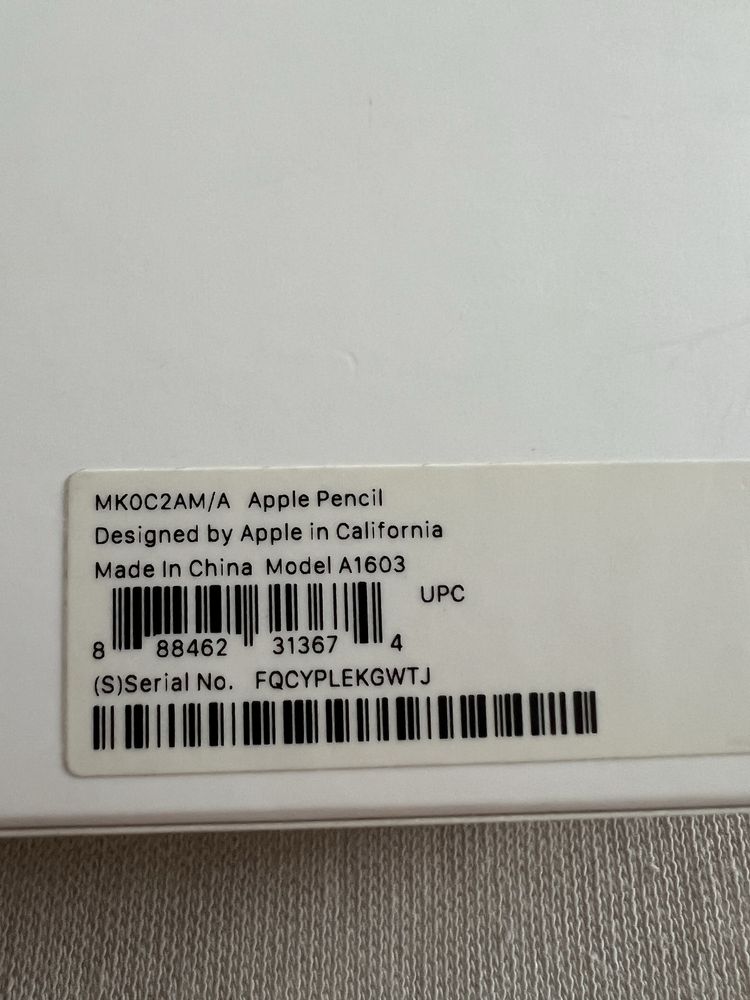 MK0C2AM/A Apple Pencil
Designed by Apple in California
Made In China Model A1603
UPC
8 88462 31367 4
(S)Serial No. FQCYPLEKGWTJ